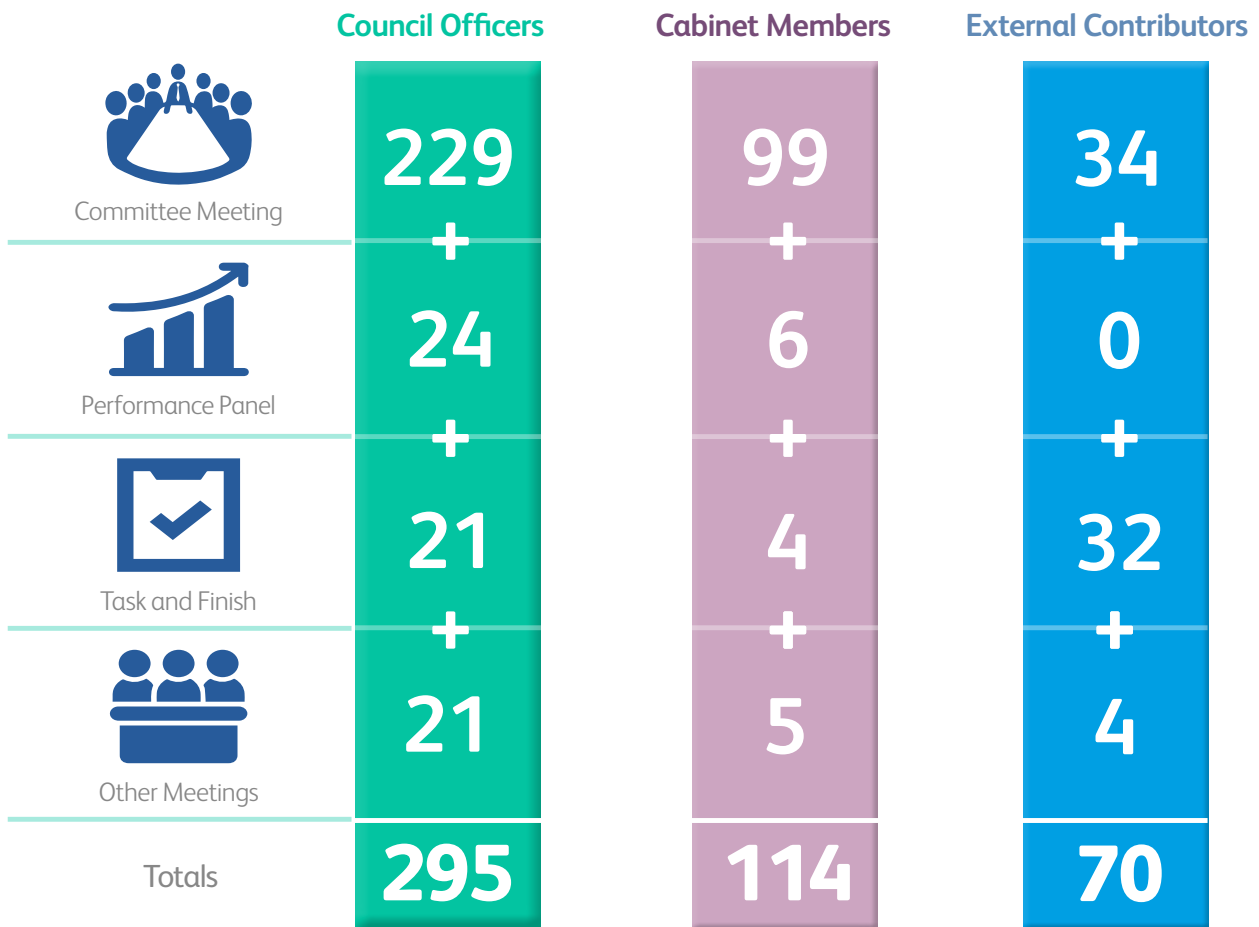 Council Officers Cabinet Members External Contributors
229 99 34
Committee Meeting
+ + +
24 6 0
Performance Panel
+ + +
21 4 32
Task and Finish
+ + +
21 5 4
Other Meetings
Totals 295 114 70